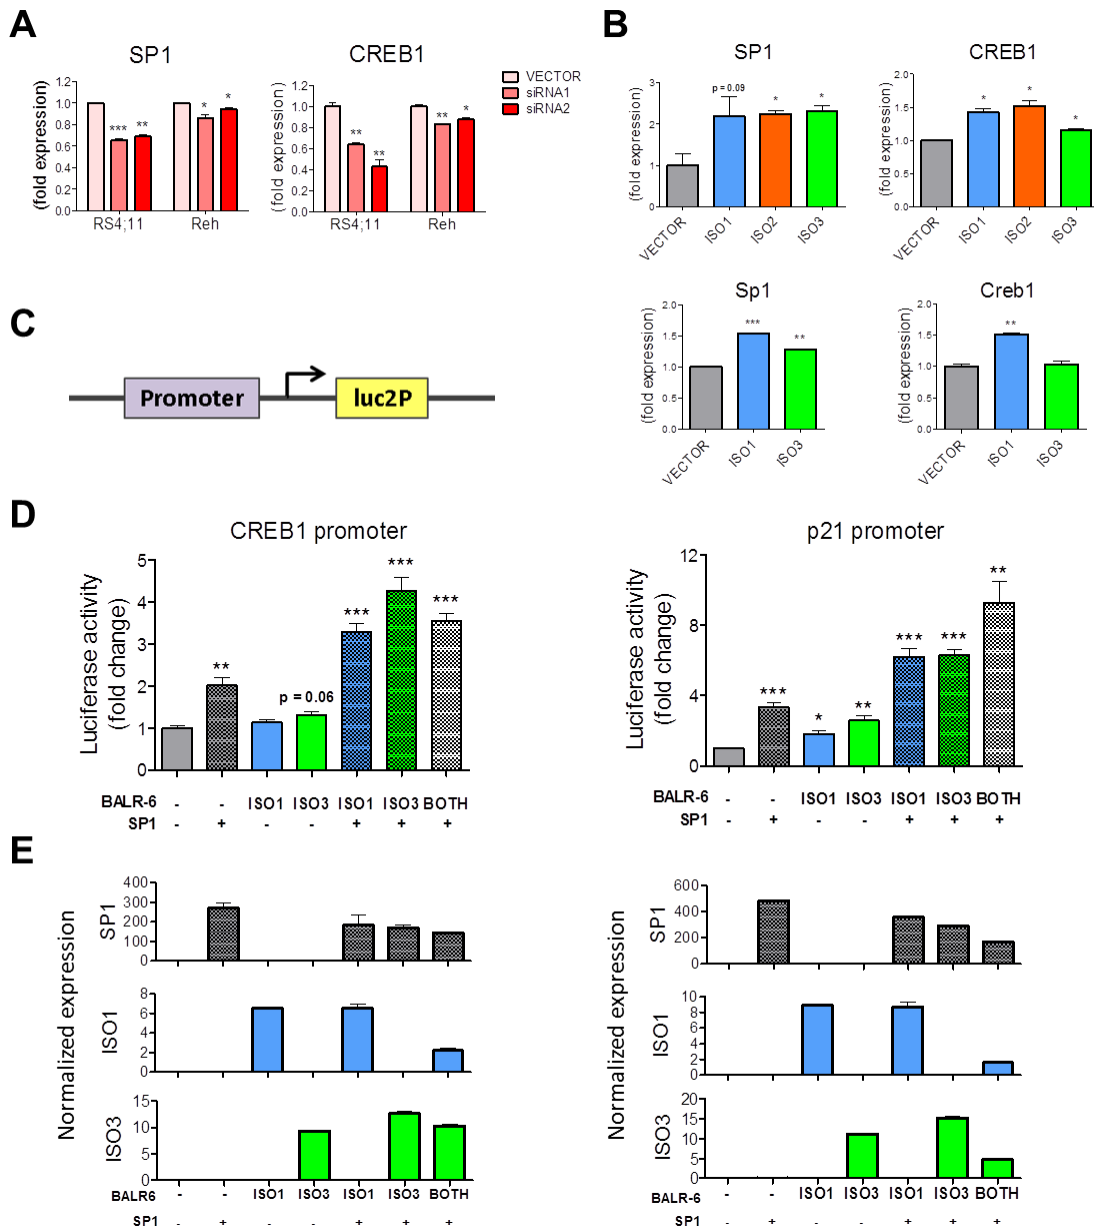 A
SP1
CREB1
VECTOR
siRNA1
siRNA2
(fold expression)
1.2
1.0
0.8
0.6
0.4
0.2
0.0
***
**
*
*
RS4;11
Reh
(fold expression)
1.2
1.0
0.8
0.6
0.4
0.2
0.0
**
**
**
*
RS4;11
Reh
B
SP1
(fold expression)
3
2
1
0
p = 0.09
*
*
VECTOR
ISO1
ISO2
ISO3
CREB1
(fold expression)
2.0
1.5
1.0
0.5
0.0
*
*
*
VECTOR
ISO1
ISO2
ISO3
Sp1
(fold expression)
2.0
1.5
1.0
0.5
0.0
***
**
VECTOR
ISO1
ISO3
Creb1
(fold expression)
2.0
1.5
1.0
0.5
0.0
**
VECTOR
ISO1
ISO3
C
Promoter
luc2P
D
CREB1 promoter
Luciferase activity
(fold change)
5
4
3
2
1
0
**
p = 0.06
***
***
***
BALR-6 - - ISO1 ISO3 ISO1 ISO3 BOTH
SP1 - + - - + + +
p21 promoter
Luciferase activity
(fold change)
12
8
4
0
***
*
**
***
***
**
BALR-6 - - ISO1 ISO3 ISO1 ISO3 BOTH
SP1 - + - - + + +
E
Normalized expression
SP1
400
300
200
100
0
ISO1
8
6
4
2
0
ISO3
15
10
5
0
BALR6 - - ISO1 ISO3 ISO1 ISO3 BOTH
SP1 - + - - + + +
Normalized expression
SP1
600
400
200
0
ISO1
10
8
6
4
2
0
ISO3
20
15
10
5
0
BALR-6 - - ISO1 ISO3 ISO1 ISO3 BOTH
SP1 - + - - + + +